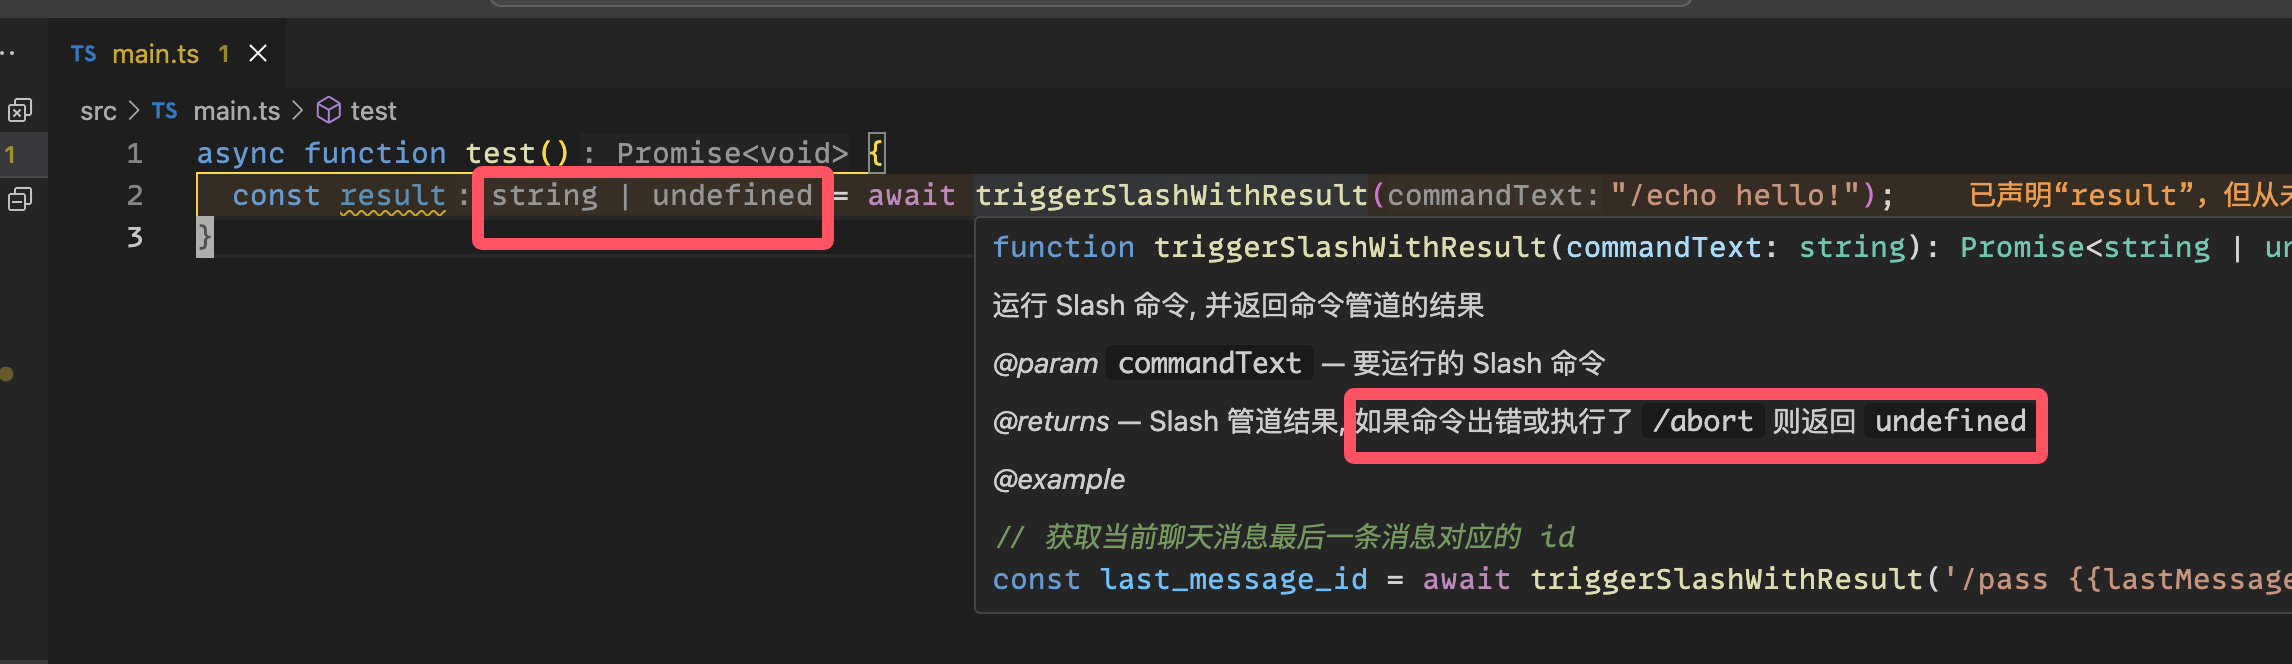 TS main.ts 1
src > TS main.ts > test
1 async function test(): Promise<void> {
1
2 const result: string | undefined = await triggerSlashWithResult(commandText: "/echo hello!"); 已声明“result”，但从
3 }
function triggerSlashWithResult(commandText: string): Promise<string | un
运行 Slash 命令, 并返回命令管道的结果
@param commandText — 要运行的 Slash 命令
@returns — Slash 管道结果, 如果命令出错或执行了 /abort 则返回 undefined
@example
// 获取当前聊天消息最后一条消息对应的 id
const last_message_id = await triggerSlashWithResult('/pass {{lastMessage